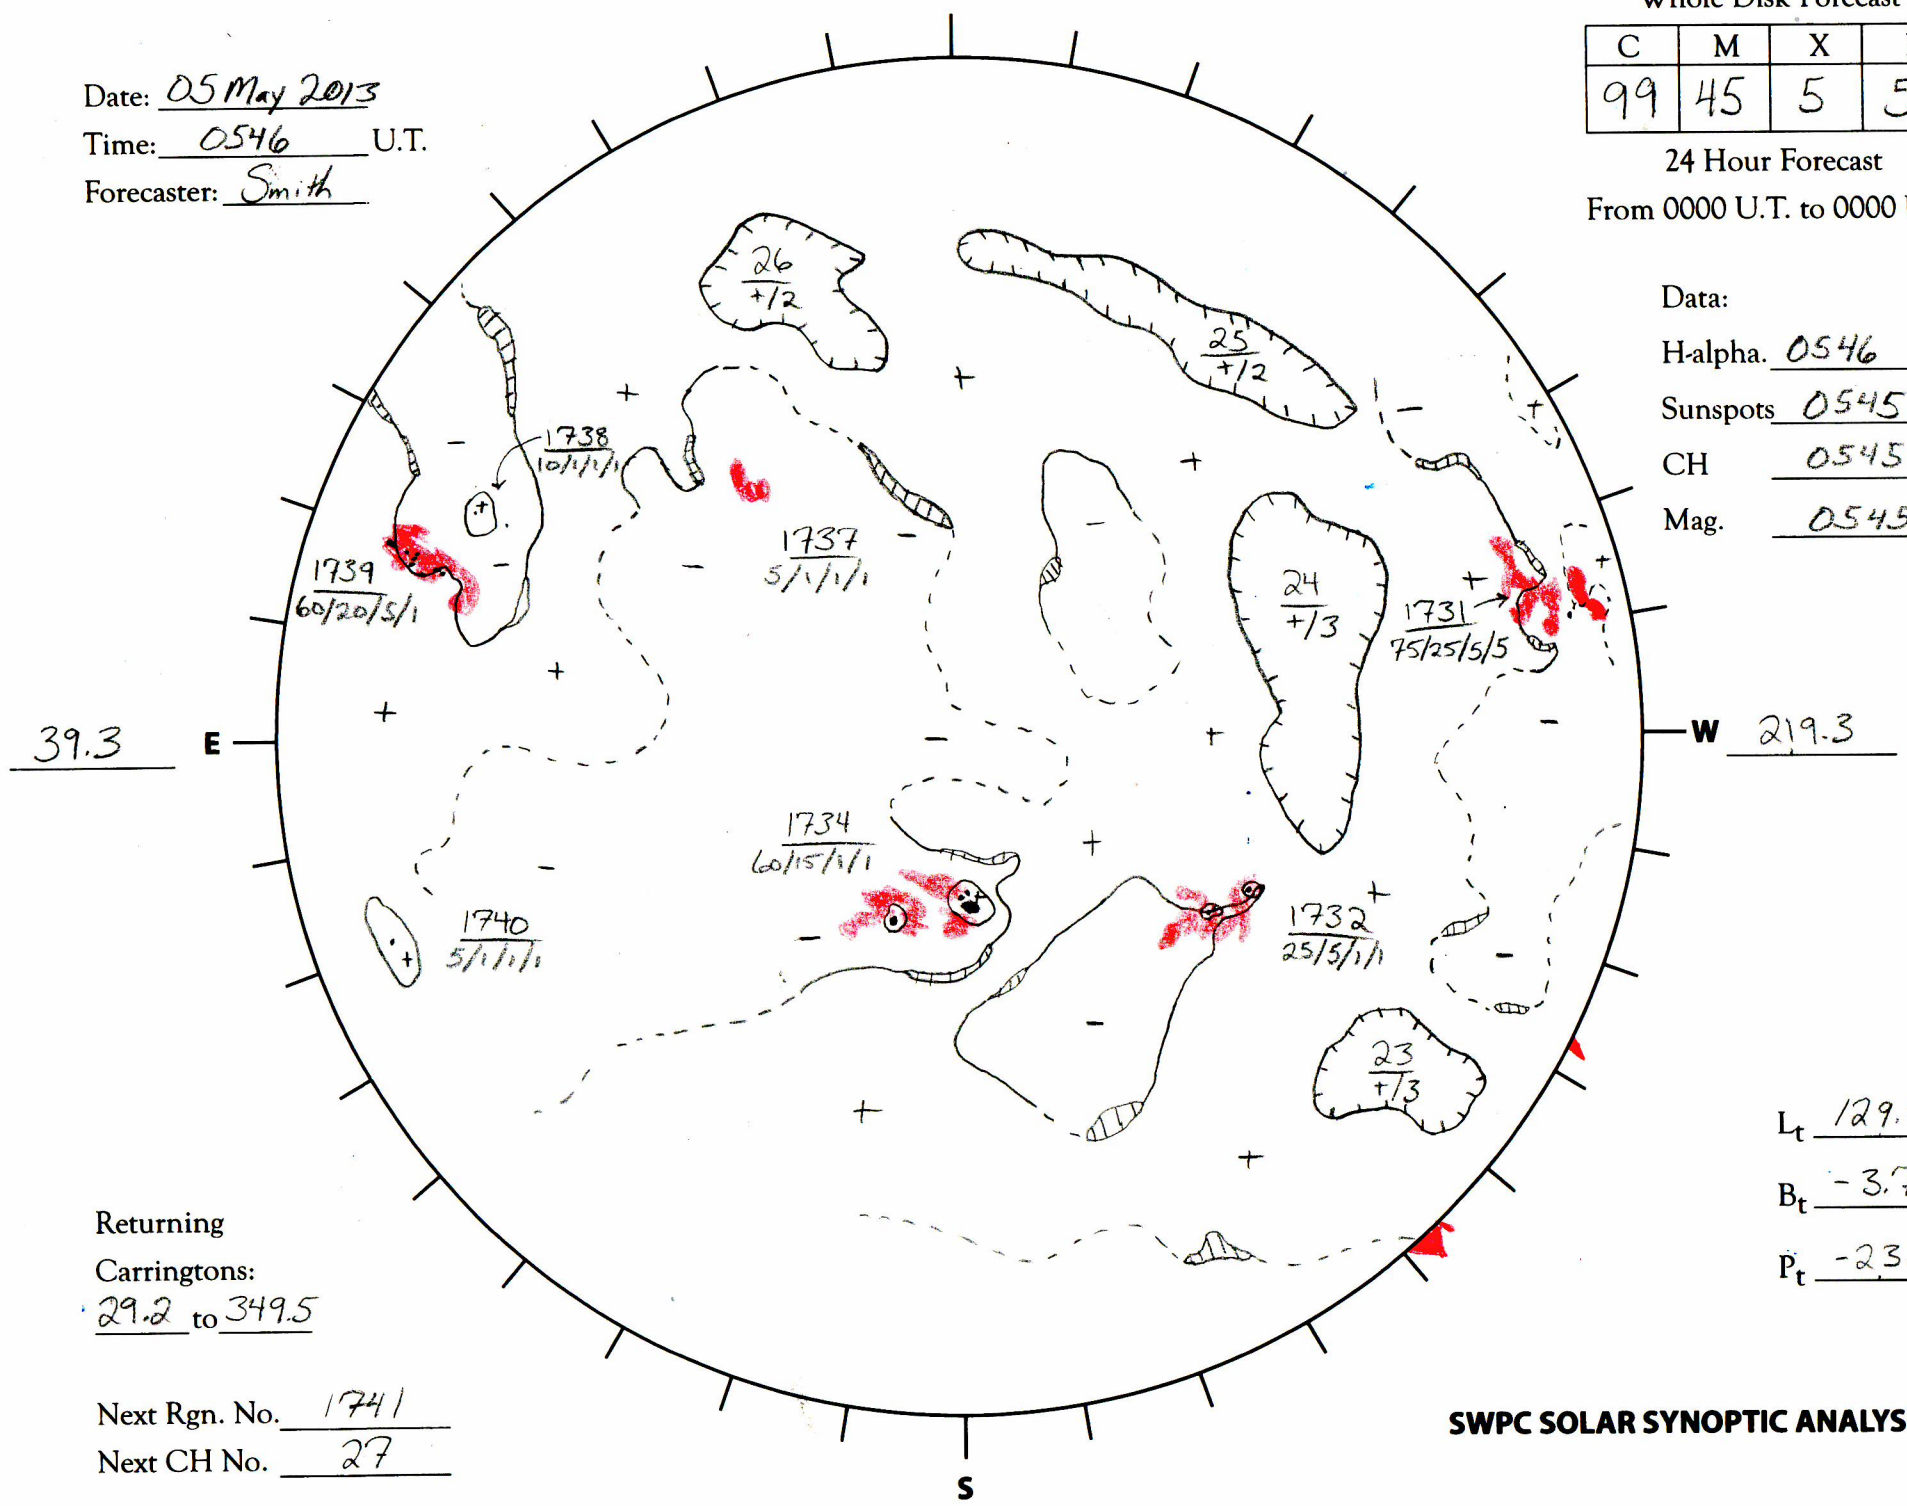 Whole Disk Forecast
C M X
99 45 5 5
24 Hour Forecast
From 0000 U.T. to 0000
Date: 05 May 2013
Time: 0546 U.T.
Forecaster: Smith
Data:
H-alpha. 0546
Sunspots 0545
CH 0545
Mag. 0545
26
+/2
25
+/2
1738
10/1/1/1
1737
5/1/1/1
1739
60/20/5/1
24
+/3
1731
75/25/5/5
39.3 E
W 219.3
1734
60/15/1/1
1740
5/1/1/1
1732
25/5/1/1
23
+/3
Lt 129.
Bt -3.7
Pt -23
Returning
Carringtons:
29.2 to 349.5
Next Rgn. No. 1741
Next CH No. 27
SWPC SOLAR SYNOPTIC ANALYS
S